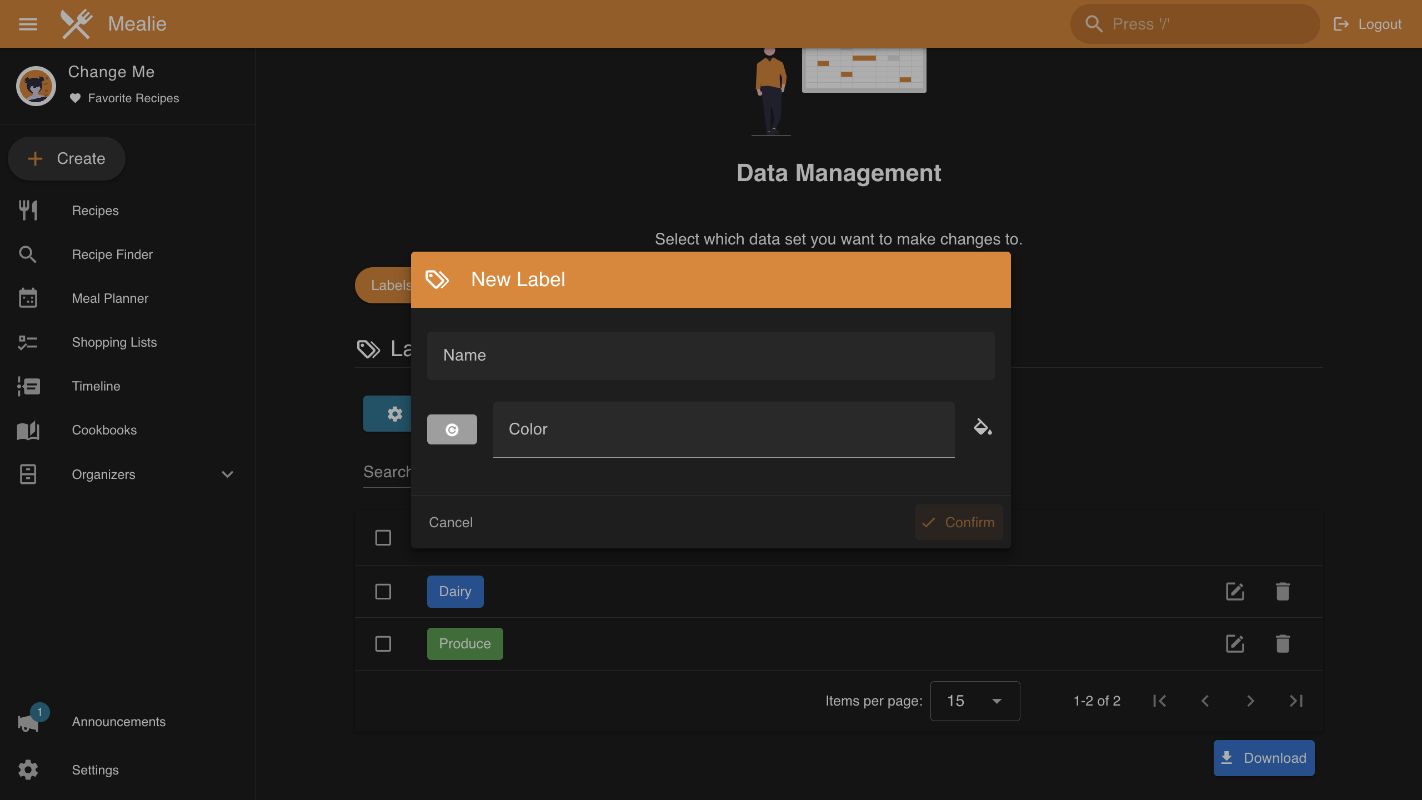 Mealie
Press '/'
Logout
Change Me
Favorite Recipes
Create
Recipes
Recipe Finder
Meal Planner
Shopping Lists
Timeline
Cookbooks
Organizers
1
Announcements
Settings
Data Management
Select which data set you want to make changes to.
Labels
La
Search
New Label
Name
Color
Cancel
Confirm
Dairy
Produce
Items per page:
15
1-2 of 2
Download